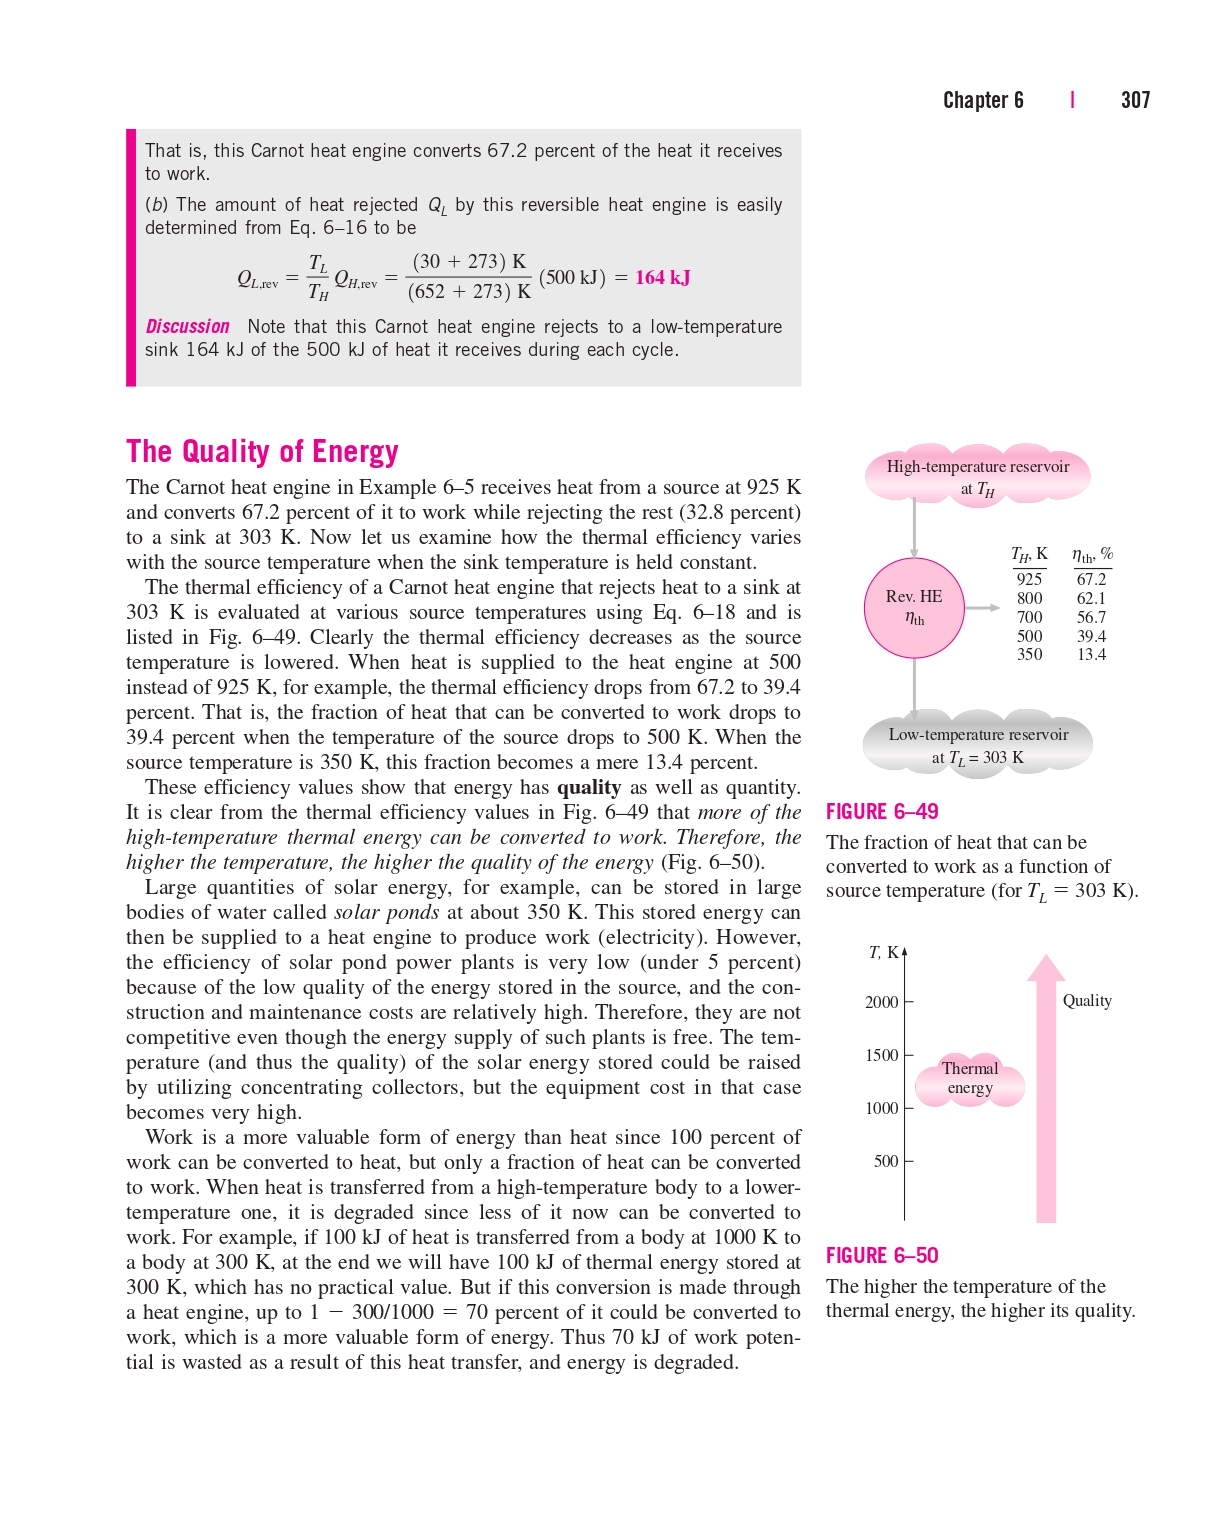 Chapter 6 | 307
That is, this Carnot heat engine converts 67.2 percent of the heat it receives
to work.
(b) The amount of heat rejected Q_L by this reversible heat engine is easily
determined from Eq. 6–16 to be
Q_L,rev = T_L/T_H Q_H,rev = (30 + 273) K/(652 + 273) K (500 kJ) = 164 kJ
Discussion Note that this Carnot heat engine rejects to a low-temperature
sink 164 kJ of the 500 kJ of heat it receives during each cycle.
The Quality of Energy
The Carnot heat engine in Example 6–5 receives heat from a source at 925 K
and converts 67.2 percent of it to work while rejecting the rest (32.8 percent)
to a sink at 303 K. Now let us examine how the thermal efficiency varies
with the source temperature when the sink temperature is held constant.
The thermal efficiency of a Carnot heat engine that rejects heat to a sink at
303 K is evaluated at various source temperatures using Eq. 6–18 and is
listed in Fig. 6–49. Clearly the thermal efficiency decreases as the source
temperature is lowered. When heat is supplied to the heat engine at 500
instead of 925 K, for example, the thermal efficiency drops from 67.2 to 39.4
percent. That is, the fraction of heat that can be converted to work drops to
39.4 percent when the temperature of the source drops to 500 K. When the
source temperature is 350 K, this fraction becomes a mere 13.4 percent.
These efficiency values show that energy has quality as well as quantity.
It is clear from the thermal efficiency values in Fig. 6–49 that more of the
high-temperature thermal energy can be converted to work. Therefore, the
higher the temperature, the higher the quality of the energy (Fig. 6–50).
Large quantities of solar energy, for example, can be stored in large
bodies of water called solar ponds at about 350 K. This stored energy can
then be supplied to a heat engine to produce work (electricity). However,
the efficiency of solar pond power plants is very low (under 5 percent)
because of the low quality of the energy stored in the source, and the con-
struction and maintenance costs are relatively high. Therefore, they are not
competitive even though the energy supply of such plants is free. The tem-
perature (and thus the quality) of the solar energy stored could be raised
by utilizing concentrating collectors, but the equipment cost in that case
becomes very high.
Work is a more valuable form of energy than heat since 100 percent of
work can be converted to heat, but only a fraction of heat can be converted
to work. When heat is transferred from a high-temperature body to a lower-
temperature one, it is degraded since less of it now can be converted to
work. For example, if 100 kJ of heat is transferred from a body at 1000 K to
a body at 300 K, at the end we will have 100 kJ of thermal energy stored at
300 K, which has no practical value. But if this conversion is made through
a heat engine, up to 1 − 300/1000 = 70 percent of it could be converted to
work, which is a more valuable form of energy. Thus 70 kJ of work poten-
tial is wasted as a result of this heat transfer, and energy is degraded.
High-temperature reservoir
at T_H
Rev. HE
η_th
T_H, K η_th, %
925 67.2
800 62.1
700 56.7
500 39.4
350 13.4
Low-temperature reservoir
at T_L = 303 K
FIGURE 6–49
The fraction of heat that can be
converted to work as a function of
source temperature (for T_L = 303 K).
T, K
2000
Quality
1500
Thermal
energy
1000
500
FIGURE 6–50
The higher the temperature of the
thermal energy, the higher its quality.